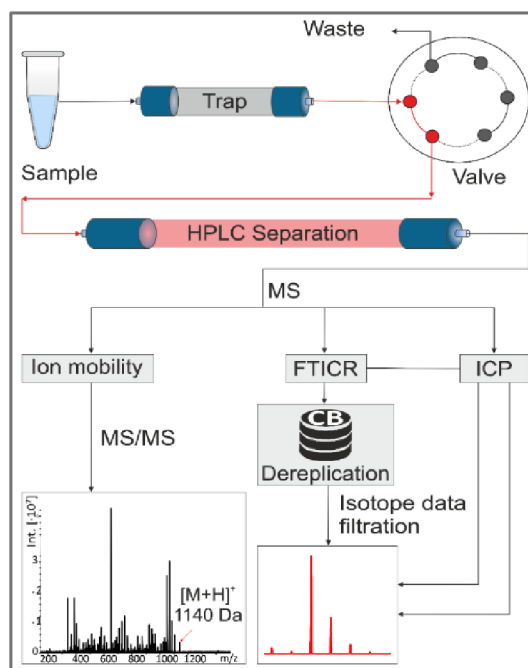 Waste
Trap
Sample
Valve
HPLC Separation
MS
Ion mobility
FTICR
ICP
MS/MS
CB
Dereplication
Isotope data
filtration
Int. [·10⁷]
3
2
1
[M+H]⁺
1140 Da
200 400 600 800 1000 1200 m/z